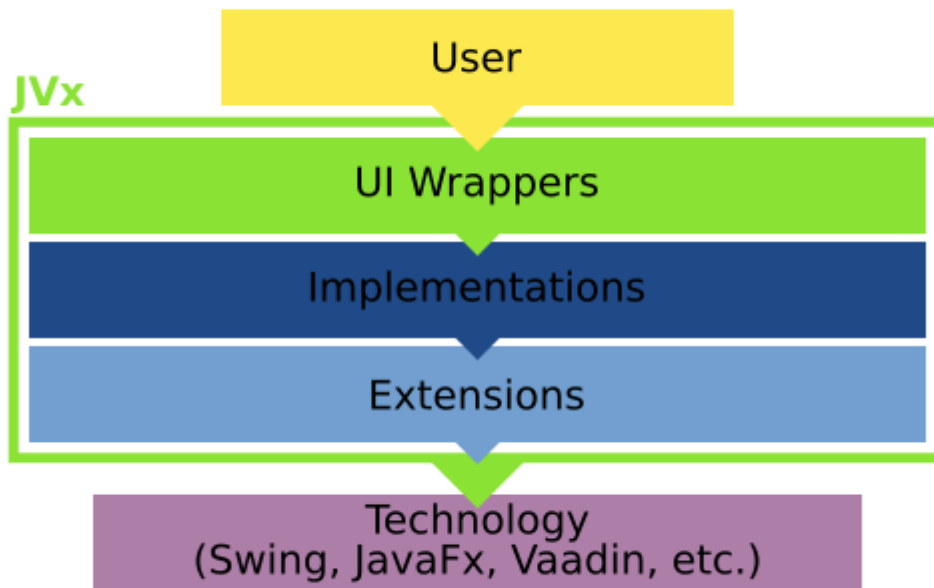 User
JVx
UI Wrappers
Implementations
Extensions
Technology
(Swing, JavaFx, Vaadin, etc.)